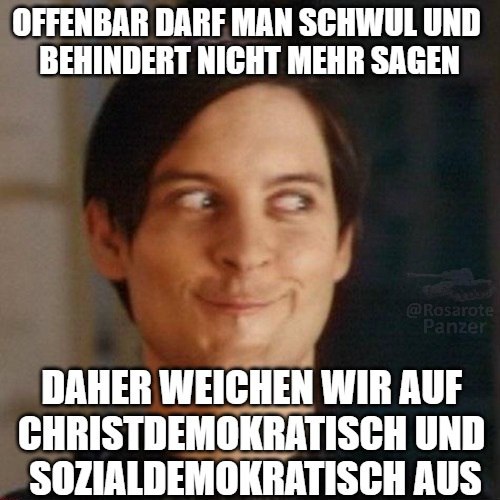 OFFENBAR DARF MAN SCHWUL UND
BEHINDERT NICHT MEHR SAGEN
@Rosarote
Panzer
DAHER WEICHEN WIR AUF
CHRISTDEMOKRATISCH UND
SOZIALDEMOKRATISCH AUS